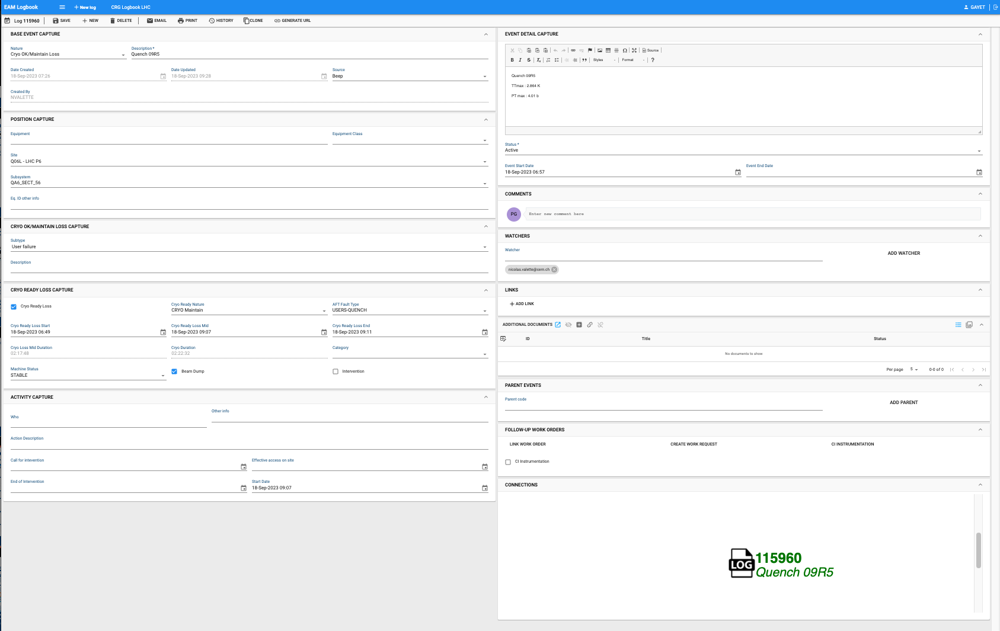 EAM Logbook
New log
CRG Logbook LHC
GAYET
Log 115960
SAVE
NEW
DELETE
EMAIL
PRINT
HISTORY
CLONE
GENERATE URL
BASE EVENT CAPTURE
Nature
Cryo OK/Maintain Loss
Description *
Quench 09R5
Date Created
18-Sep-2023 07:26
Date Updated
18-Sep-2023 09:28
Source
Beep
Created By
NVALETTE
POSITION CAPTURE
Equipment
Equipment Class
Site
Q06L - LHC P6
Subsystem
QA6_SECT_56
Eq. ID other info
CRYO OK/MAINTAIN LOSS CAPTURE
Subtype
User failure
Description
CRYO READY LOSS CAPTURE
Cryo Ready Loss
Cryo Ready Nature
CRYO Maintain
AFT Fault Type
USERS-QUENCH
Cryo Ready Loss Start
18-Sep-2023 06:49
Cryo Ready Loss Mid
18-Sep-2023 09:07
Cryo Ready Loss End
18-Sep-2023 09:11
Cryo Loss Mid Duration
02:17:48
Cryo Duration
02:22:32
Category
Machine Status
STABLE
Beam Dump
Intervention
ACTIVITY CAPTURE
Who
Other info
Action Description
Call for intevention
Effective access on site
End of Intervention
Start Date
18-Sep-2023 09:07
EVENT DETAIL CAPTURE
Source
B I S
Styles
Format
?
Quench 09R5
TTmax : 2.864 K
PT max : 4.01 b
Status *
Active
Event Start Date
18-Sep-2023 06:57
Event End Date
COMMENTS
PG
Enter new comment here
WATCHERS
Watcher
ADD WATCHER
nicolas.valette@cern.ch
LINKS
ADD LINK
ADDITIONAL DOCUMENTS
ID
Title
Status
No documents to show
Per page
5
0-0 of 0
PARENT EVENTS
Parent code
ADD PARENT
FOLLOW-UP WORK ORDERS
LINK WORK ORDER
CREATE WORK REQUEST
CI INSTRUMENTATION
CI Instrumentation
CONNECTIONS
LOG
115960
Quench 09R5